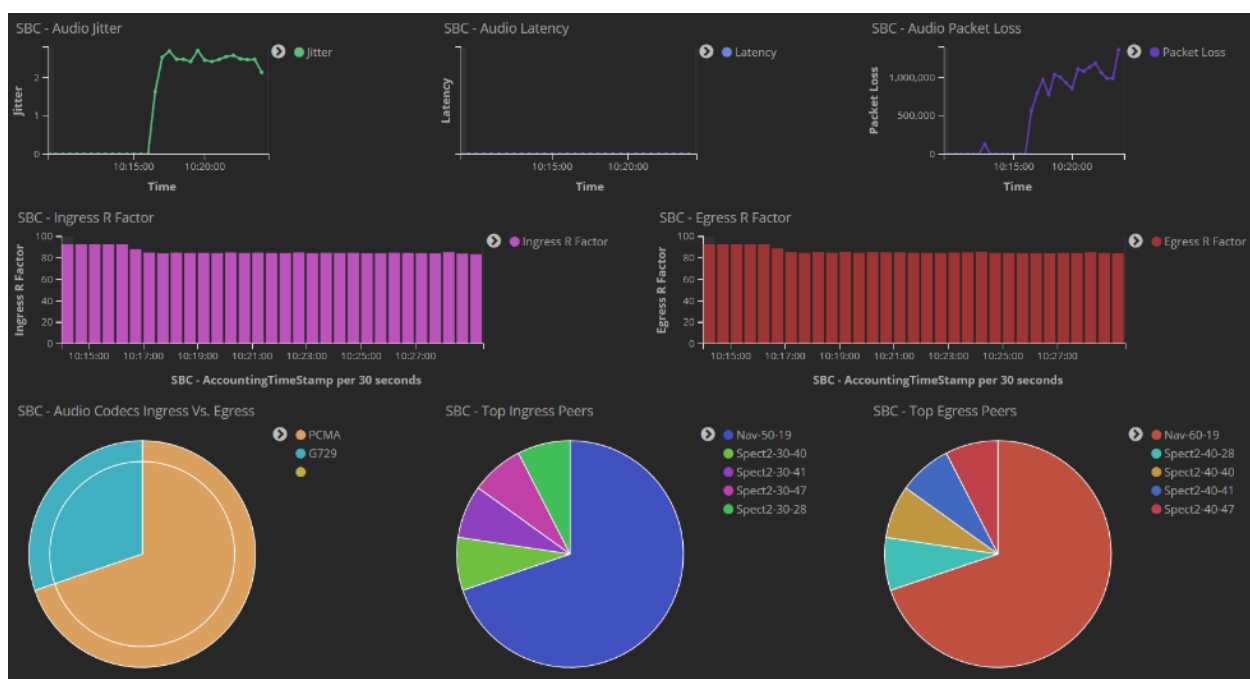 SBC - Audio Jitter
2
1
0
Jitter
10:15:00 10:20:00
Time
Jitter
SBC - Audio Latency
Latency
10:15:00 10:20:00
Time
Latency
SBC - Audio Packet Loss
1,000,000
500,000
0
Packet Loss
10:15:00 10:20:00
Time
Packet Loss
SBC - Ingress R Factor
100
80
60
40
20
0
Ingress R Factor
10:15:00 10:17:00 10:19:00 10:21:00 10:23:00 10:25:00 10:27:00
SBC - AccountingTimeStamp per 30 seconds
Ingress R Factor
SBC - Egress R Factor
100
80
60
40
20
0
Egress R Factor
10:15:00 10:17:00 10:19:00 10:21:00 10:23:00 10:25:00 10:27:00
SBC - AccountingTimeStamp per 30 seconds
Egress R Factor
SBC - Audio Codecs Ingress Vs. Egress
PCMA
G729
SBC - Top Ingress Peers
Nav-50-19
Spect2-30-40
Spect2-30-41
Spect2-30-47
Spect2-30-28
SBC - Top Egress Peers
Nav-60-19
Spect2-40-28
Spect2-40-40
Spect2-40-41
Spect2-40-47